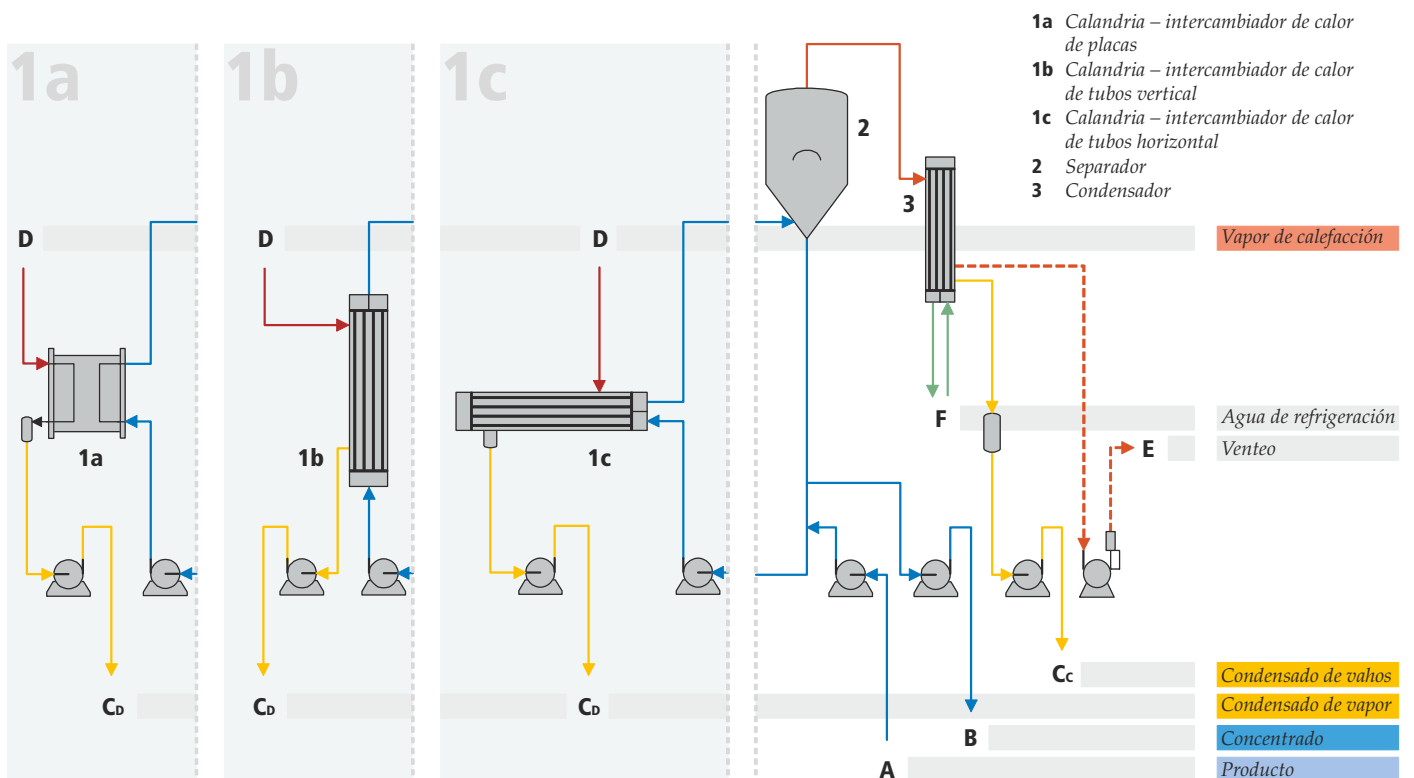 1a Calandria – intercambiador de calor
de placas
1b Calandria – intercambiador de calor
de tubos vertical
1c Calandria – intercambiador de calor
de tubos horizontal
2 Separador
3 Condensador
1a
1b
1c
2
3
D
D
D
Vapor de calefacción
F
Agua de refrigeración
E
Venteo
1a
1b
1c
Cc
Condensado de vahos
CD
CD
CD
Condensado de vapor
B
Concentrado
A
Producto